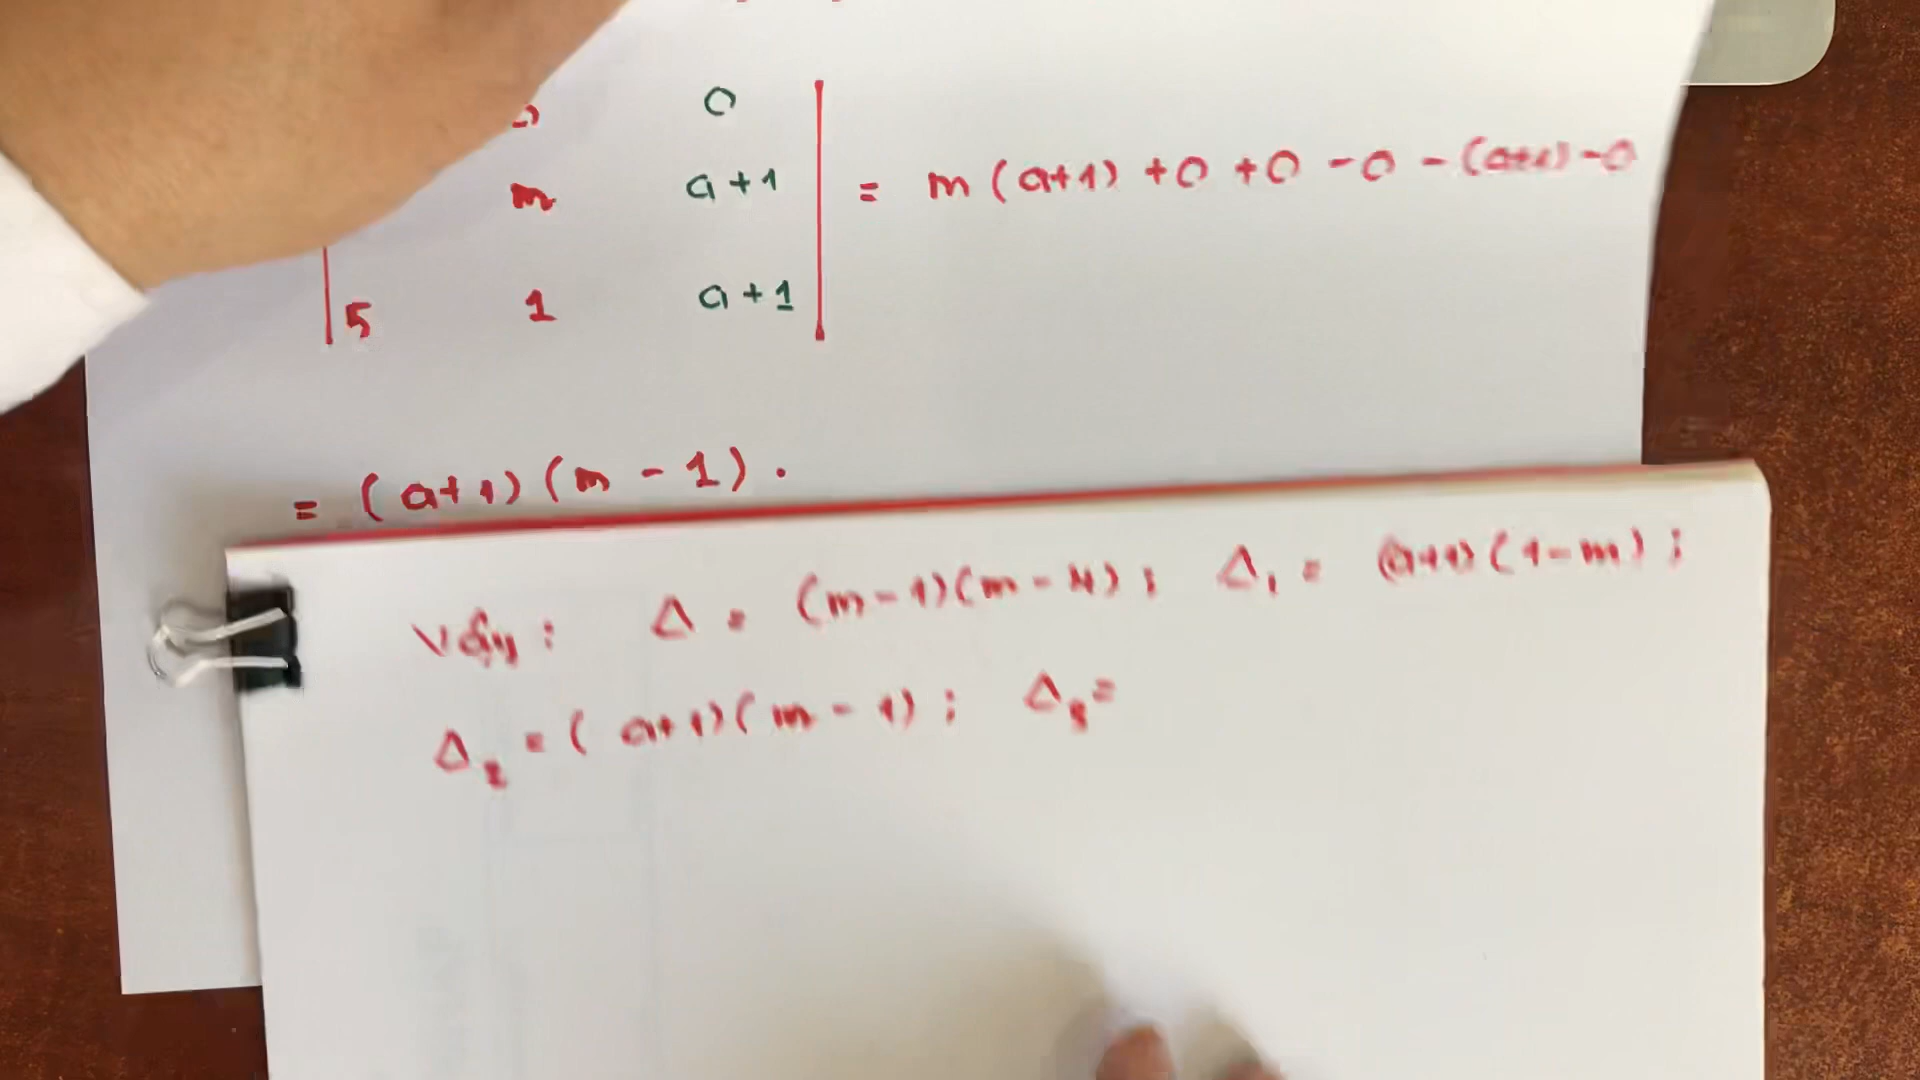 0
m a+1 = m(a+1) +0 +0 -0 -(a+1) -0
5 1 a+1
= (a+1)(m - 1).
Vậy: Δ = (m-1)(m-4); Δ₁ = (a+1)(1-m);
Δ₂ = (a+1)(m-1); Δ₃ =